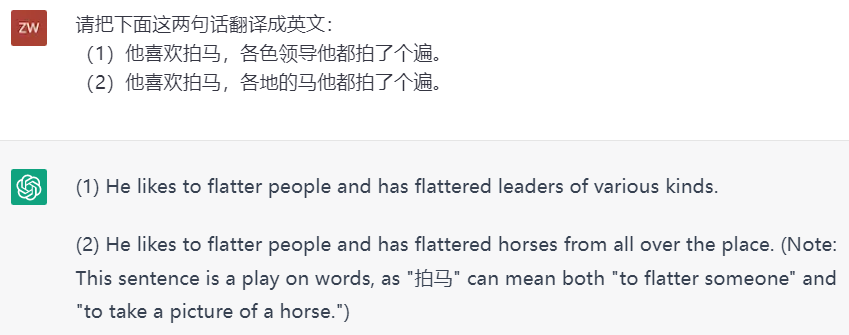 ZW
请把下面这两句话翻译成英文：
（1）他喜欢拍马，各色领导他都拍了个遍。
（2）他喜欢拍马，各地的马他都拍了个遍。
(1) He likes to flatter people and has flattered leaders of various kinds.
(2) He likes to flatter people and has flattered horses from all over the place. (Note:
This sentence is a play on words, as "拍马" can mean both "to flatter someone" and
"to take a picture of a horse.")